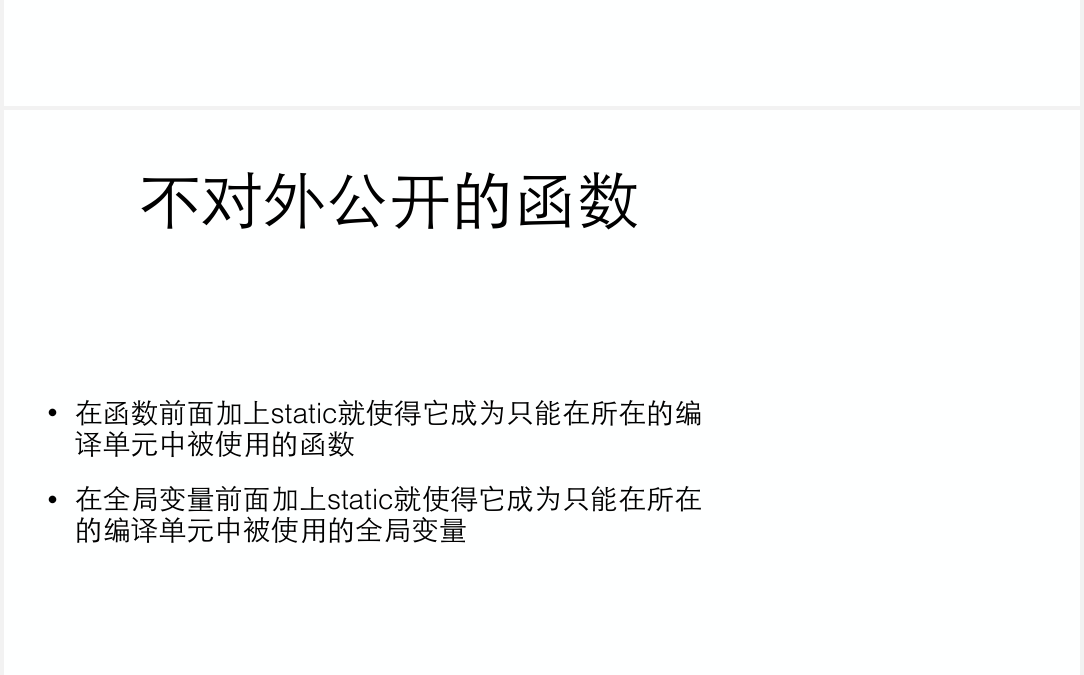 不对外公开的函数
• 在函数前面加上static就使得它成为只能在所在的编
译单元中被使用的函数
• 在全局变量前面加上static就使得它成为只能在所在
的编译单元中被使用的全局变量